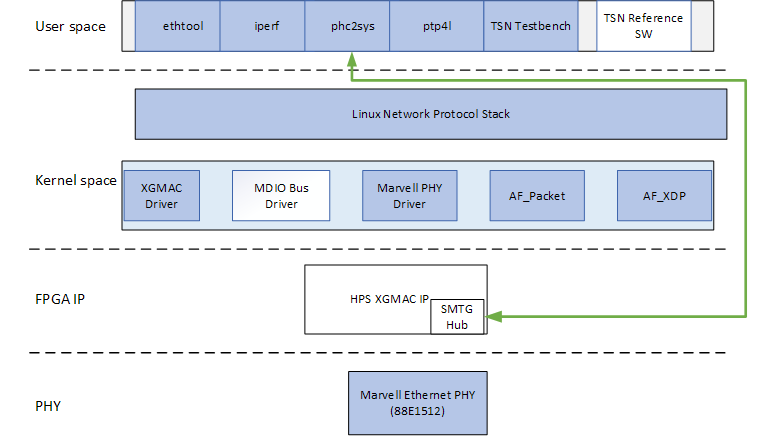 User space
ethtool
iperf
phc2sys
ptp4l
TSN Testbench
TSN Reference
SW
Linux Network Protocol Stack
Kernel space
XGMAC
Driver
MDIO Bus
Driver
Marvell PHY
Driver
AF_Packet
AF_XDP
FPGA IP
HPS XGMAC IP
SMTG
Hub
PHY
Marvell Ethernet PHY
(88E1512)